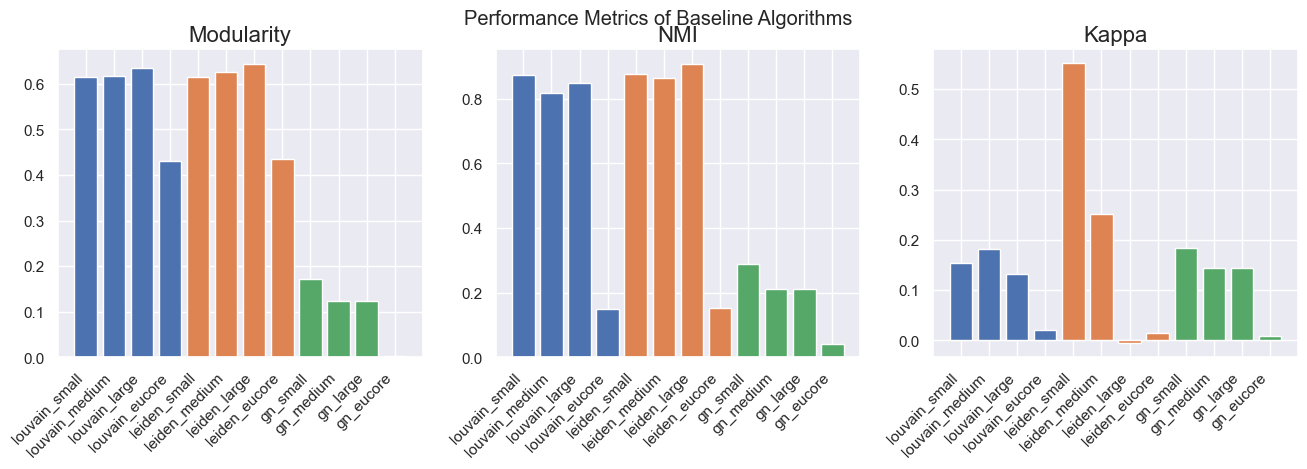 Performance Metrics of Baseline Algorithms
Modularity
0.6
0.5
0.4
0.3
0.2
0.1
0.0
louvain_small
louvain_medium
louvain_large
louvain_eucore
leiden_small
leiden_medium
leiden_large
leiden_eucore
gn_small
gn_medium
gn_large
gn_eucore
NMI
0.8
0.6
0.4
0.2
0.0
louvain_small
louvain_medium
louvain_large
louvain_eucore
leiden_small
leiden_medium
leiden_large
leiden_eucore
gn_small
gn_medium
gn_large
gn_eucore
Kappa
0.5
0.4
0.3
0.2
0.1
0.0
louvain_small
louvain_medium
louvain_large
louvain_eucore
leiden_small
leiden_medium
leiden_large
leiden_eucore
gn_small
gn_medium
gn_large
gn_eucore